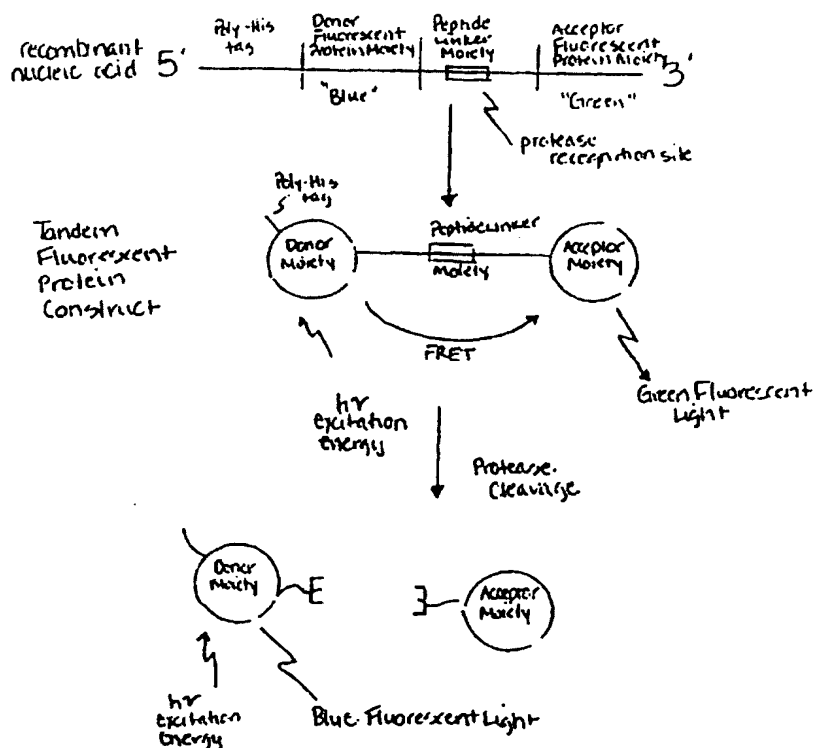 Poly-His
tag
Donor
Fluorescent
Protein Moiety
Peptide
Linker
Moiety
Acceptor
Fluorescent
Protein Moiety
recombinant
nucleic acid
5'
3'
"Blue"
"Green"
protease
recognition site
Poly-His
tag
Tandem
Fluorescent
Protein
Construct
Donor
Moiety
Peptide Linker
Moiety
Acceptor
Moiety
FRET
hν
excitation
energy
Green Fluorescent
Light
Protease
Cleavage
Donor
Moiety
Acceptor
Moiety
hν
excitation
Energy
Blue Fluorescent Light